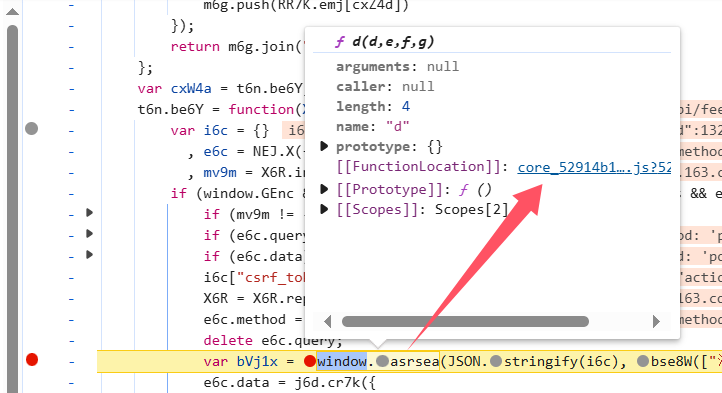 m6g.push(RR7K.emj[cxZ4d])
});
return m6g.join("
};
var cxW4a = t6n.be6Y
t6n.be6Y = function(X
var i6c = {}
, e6c = NEJ.X(
, mv9m = X6R.in
if (window.GEnc &
if (mv9m !=
if (e6c.query
if (e6c.data
i6c["csrf_to
X6R = X6R.rep
e6c.method =
delete e6c.query;
var bVj1x = window.asrsea(JSON.stringify(i6c), bse8W(["
e6c.data = j6d.cr7k({
ƒ d(d,e,f,g)
arguments: null
caller: null
length: 4
name: "d"
prototype: {}
[[FunctionLocation]]: core_52914b1….js?52
[[Prototype]]: ƒ ()
[[Scopes]]: Scopes[2]
pi/fee
d":132
method
.163.co
&& e
od: 'p
d: 'po
'actio
163.co
method